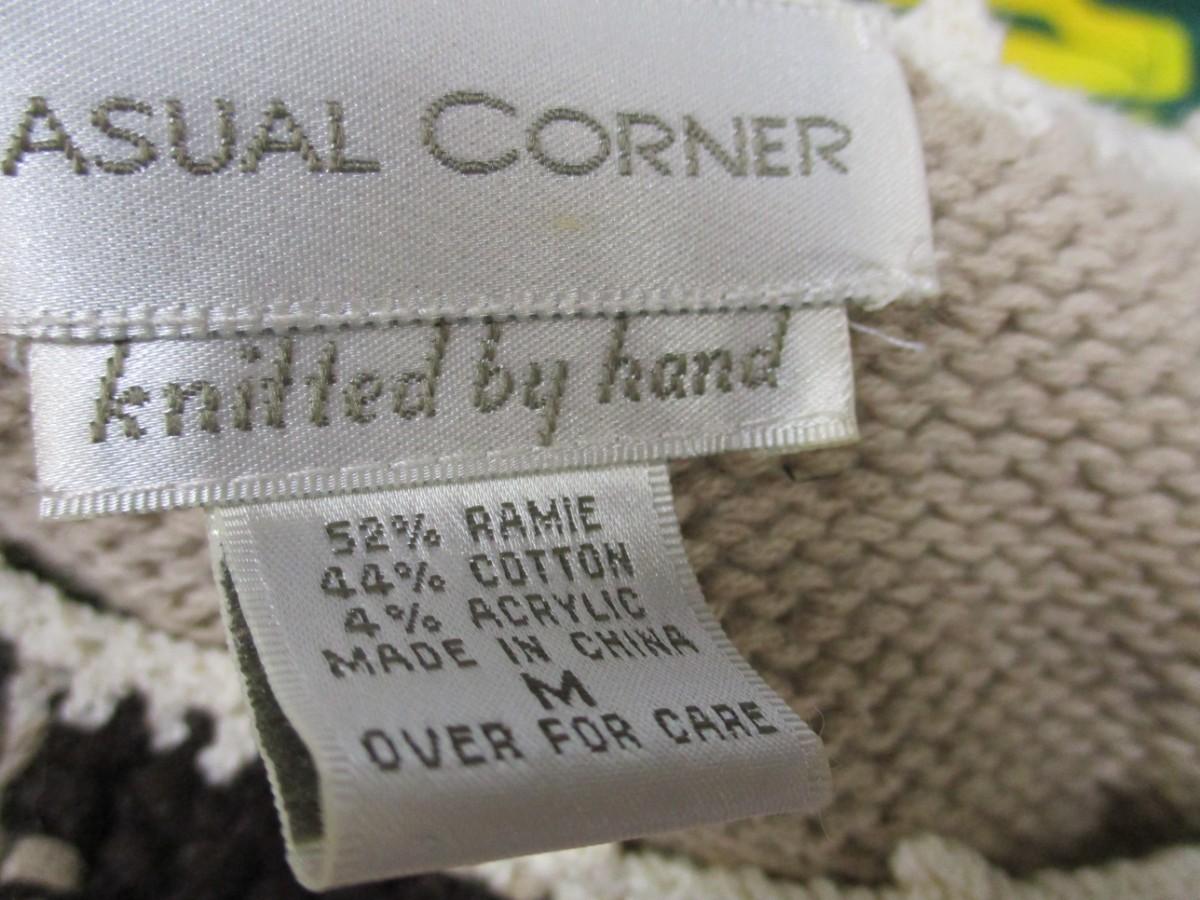 ASUAL CORNER
knitted by hand
52% RAMIE
44% COTTON
4% ACRYLIC
MADE IN CHINA
M
OVER FOR CARE